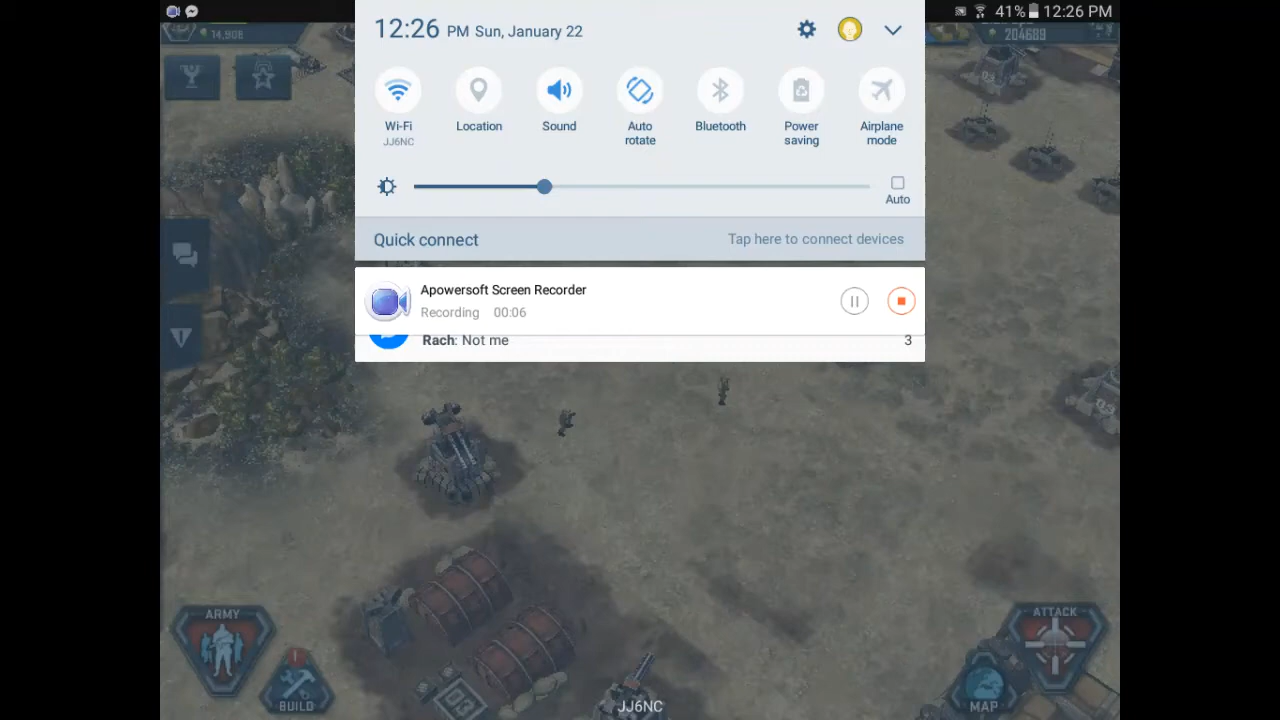 41% 12:26 PM
12:26 PM Sun, January 22
14,908
204689
Wi-Fi
JJ6NC
Location
Sound
Auto
rotate
Bluetooth
Power
saving
Airplane
mode
Auto
Quick connect
Tap here to connect devices
Apowersoft Screen Recorder
Recording 00:06
Rach: Not me
3
ARMY
BUILD
03
ATTACK
MAP
JJ6NC